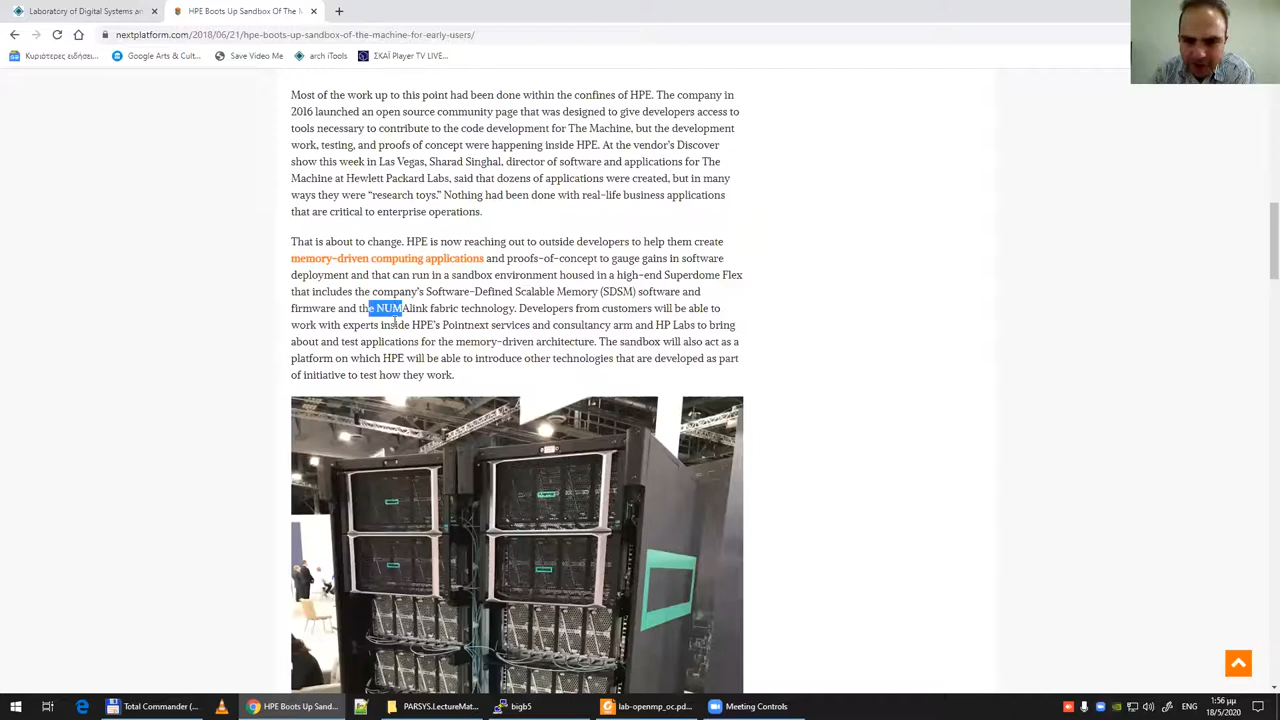 Laboratory of Digital Systems an
HPE Boots Up Sandbox Of The M
nextplatform.com/2018/06/21/hpe-boots-up-sandbox-of-the-machine-for-early-users/
Κυριότερες ειδήσει...
Google Arts & Cult...
Save Video Me
arch iTools
ΣΚΑΪ Player TV LIVE...
Most of the work up to this point had been done within the confines of HPE. The company in
2016 launched an open source community page that was designed to give developers access to
tools necessary to contribute to the code development for The Machine, but the development
work, testing, and proofs of concept were happening inside HPE. At the vendor's Discover
show this week in Las Vegas, Sharad Singhal, director of software and applications for The
Machine at Hewlett Packard Labs, said that dozens of applications were created, but in many
ways they were “research toys.” Nothing had been done with real-life business applications
that are critical to enterprise operations.
That is about to change. HPE is now reaching out to outside developers to help them create
memory-driven computing applications and proofs-of-concept to gauge gains in software
deployment and that can run in a sandbox environment housed in a high-end Superdome Flex
that includes the company's Software-Defined Scalable Memory (SDSM) software and
firmware and the NUMAlink fabric technology. Developers from customers will be able to
work with experts inside HPE's Pointnext services and consultancy arm and HP Labs to bring
about and test applications for the memory-driven architecture. The sandbox will also act as a
platform on which HPE will be able to introduce other technologies that are developed as part
of initiative to test how they work.
Total Commander (...
HPE Boots Up Sand...
PARSYS.LectureMat...
bigb5
lab-openmp_oc.pd...
Meeting Controls
ENG
1:56 μμ
18/5/2020